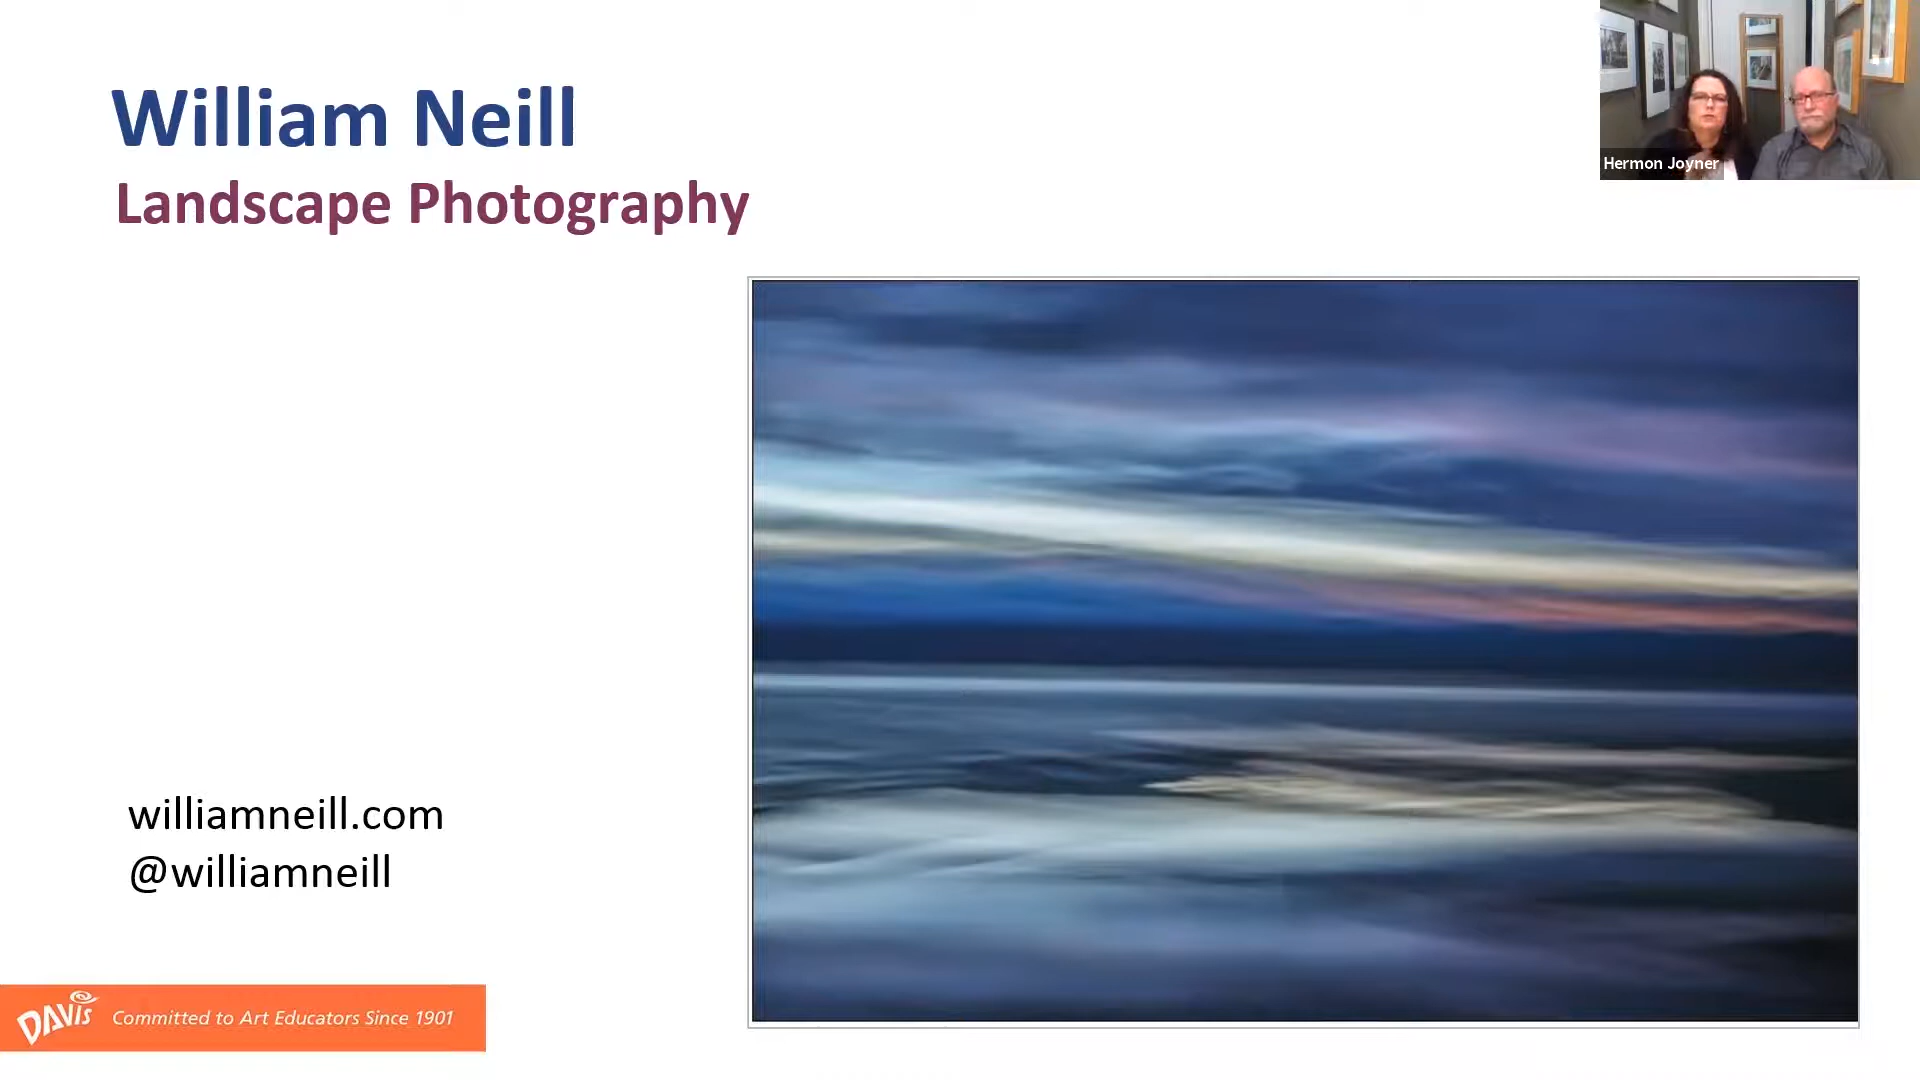 William Neill
Landscape Photography
Hermon Joyner
williamneill.com
@williamneill
DAVIS Committed to Art Educators Since 1901